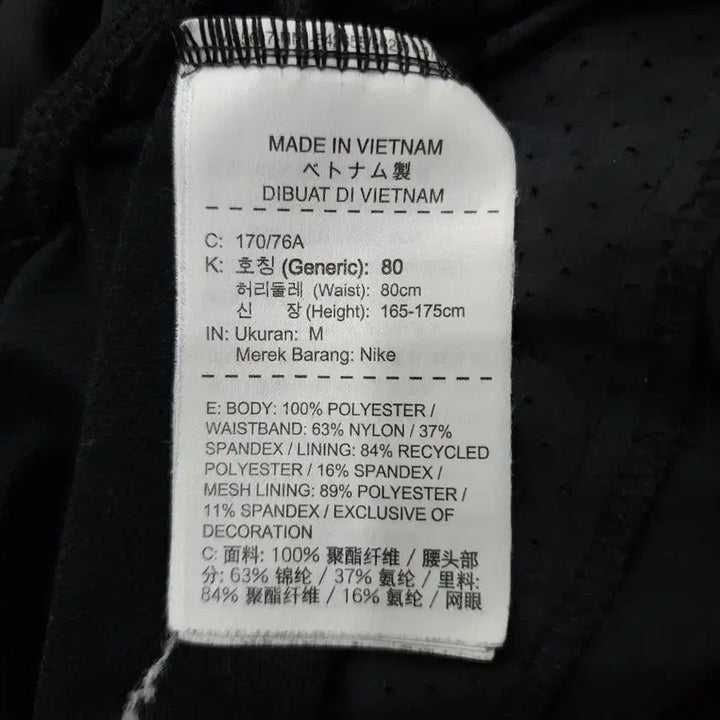 MADE IN VIETNAM
ベトナム製
DIBUAT DI VIETNAM
C: 170/76A
K: 호칭 (Generic): 80
허리둘레 (Waist): 80cm
신 장 (Height): 165-175cm
IN: Ukuran: M
Merek Barang: Nike
E: BODY: 100% POLYESTER /
WAISTBAND: 63% NYLON / 37%
SPANDEX / LINING: 84% RECYCLED
POLYESTER / 16% SPANDEX /
MESH LINING: 89% POLYESTER /
11% SPANDEX / EXCLUSIVE OF
DECORATION
C: 面料: 100% 聚酯纤维 / 腰头部
分: 63% 锦纶 / 37% 氨纶 / 里料:
84% 聚酯纤维 / 16% 氨纶 / 网眼